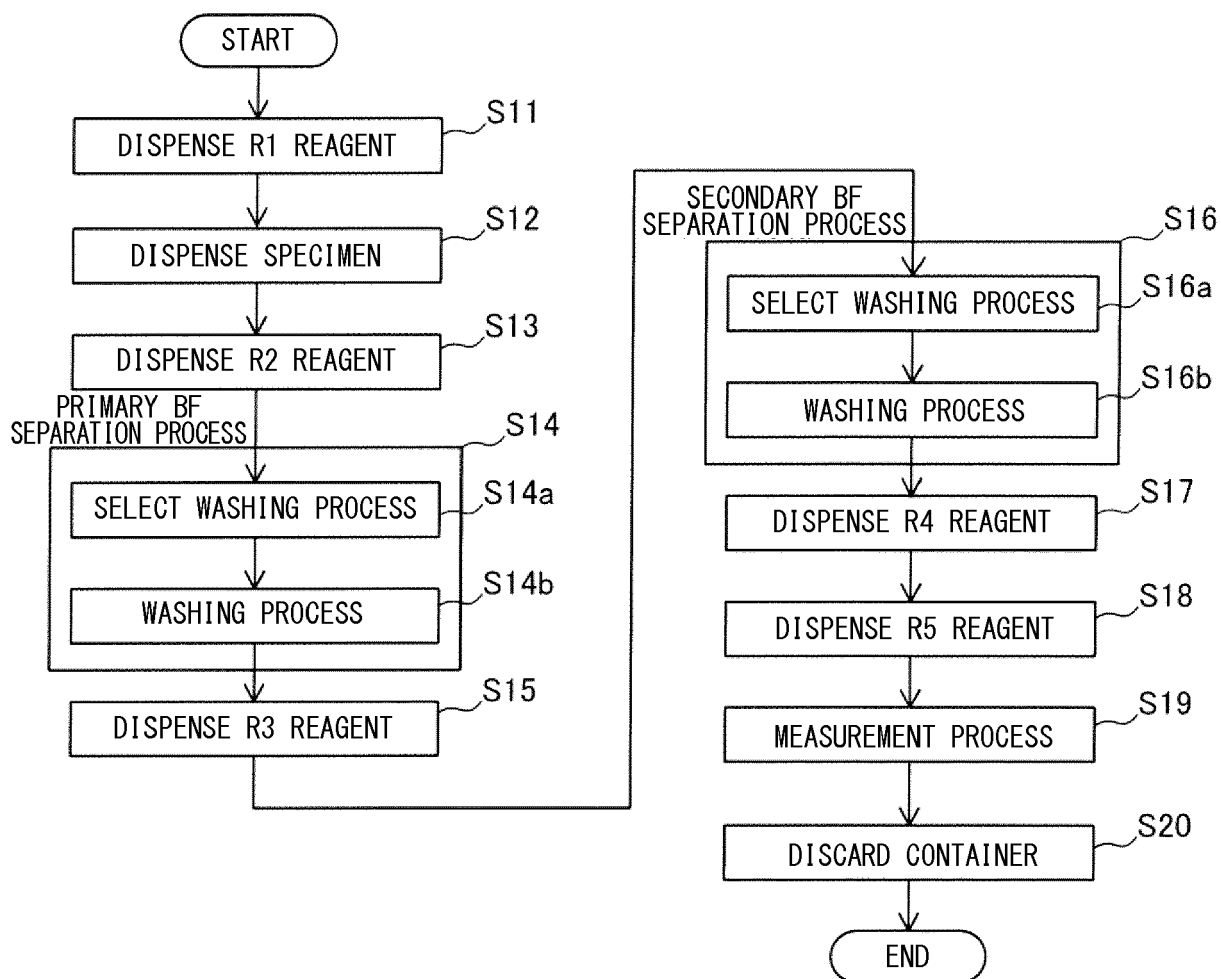 START
S11
DISPENSE R1 REAGENT
S12
DISPENSE SPECIMEN
S13
DISPENSE R2 REAGENT
PRIMARY BF
SEPARATION PROCESS
S14
SELECT WASHING PROCESS
S14a
WASHING PROCESS
S14b
DISPENSE R3 REAGENT
S15
SECONDARY BF
SEPARATION PROCESS
S16
SELECT WASHING PROCESS
S16a
WASHING PROCESS
S16b
DISPENSE R4 REAGENT
S17
DISPENSE R5 REAGENT
S18
MEASUREMENT PROCESS
S19
DISCARD CONTAINER
S20
END